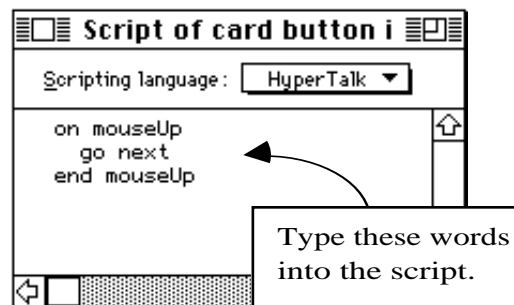 Script of card button i
Scripting language: HyperTalk
on mouseUp
go next
end mouseUp
Type these words
into the script.